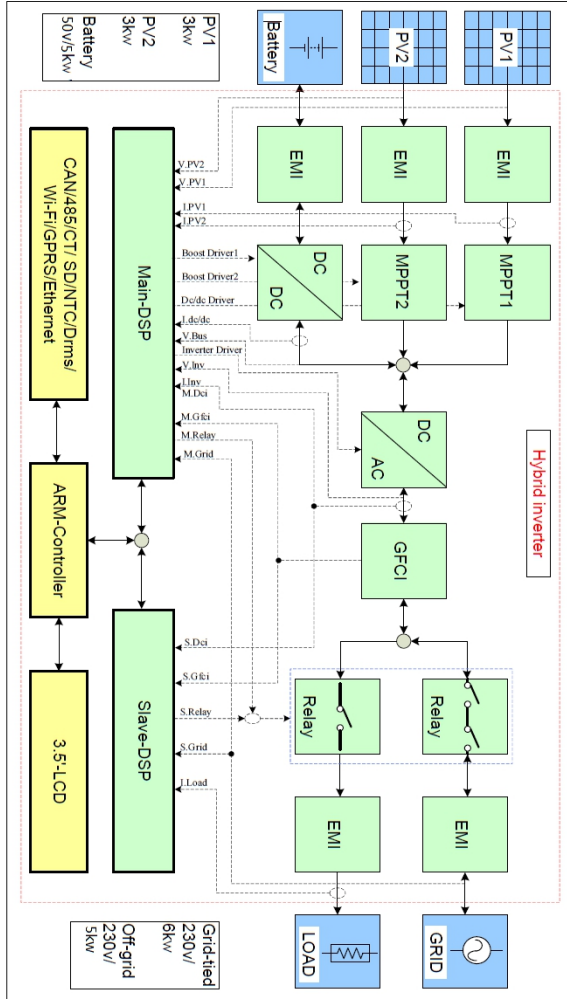 PV1
3kw
PV2
3kw
Battery
50v/5kw
Battery
PV2
PV1
EMI
EMI
EMI
DC
DC
MPPT2
MPPT1
CAN/485/CT/ SD/NTC/Drms/
Wi-Fi/GPRS/Ethernet
Main-DSP
V.PV2
V.PV1
I.PV1
I.PV2
Boost Driver1
Boost Driver2
Dc/dc Driver
I.dc/dc
V.Bus
Inverter Driver
V.Inv
I.Inv
M.Dci
M.Gfci
M.Relay
M.Grid
DC
AC
Hybrid inverter
ARM-Controller
GFCI
3.5'-LCD
Slave-DSP
S.Dci
S.Gfci
S.Relay
S.Grid
I.Load
Relay
Relay
EMI
EMI
LOAD
GRID
Grid-tied
230v/
6kw
Off-grid
230v/
5kw